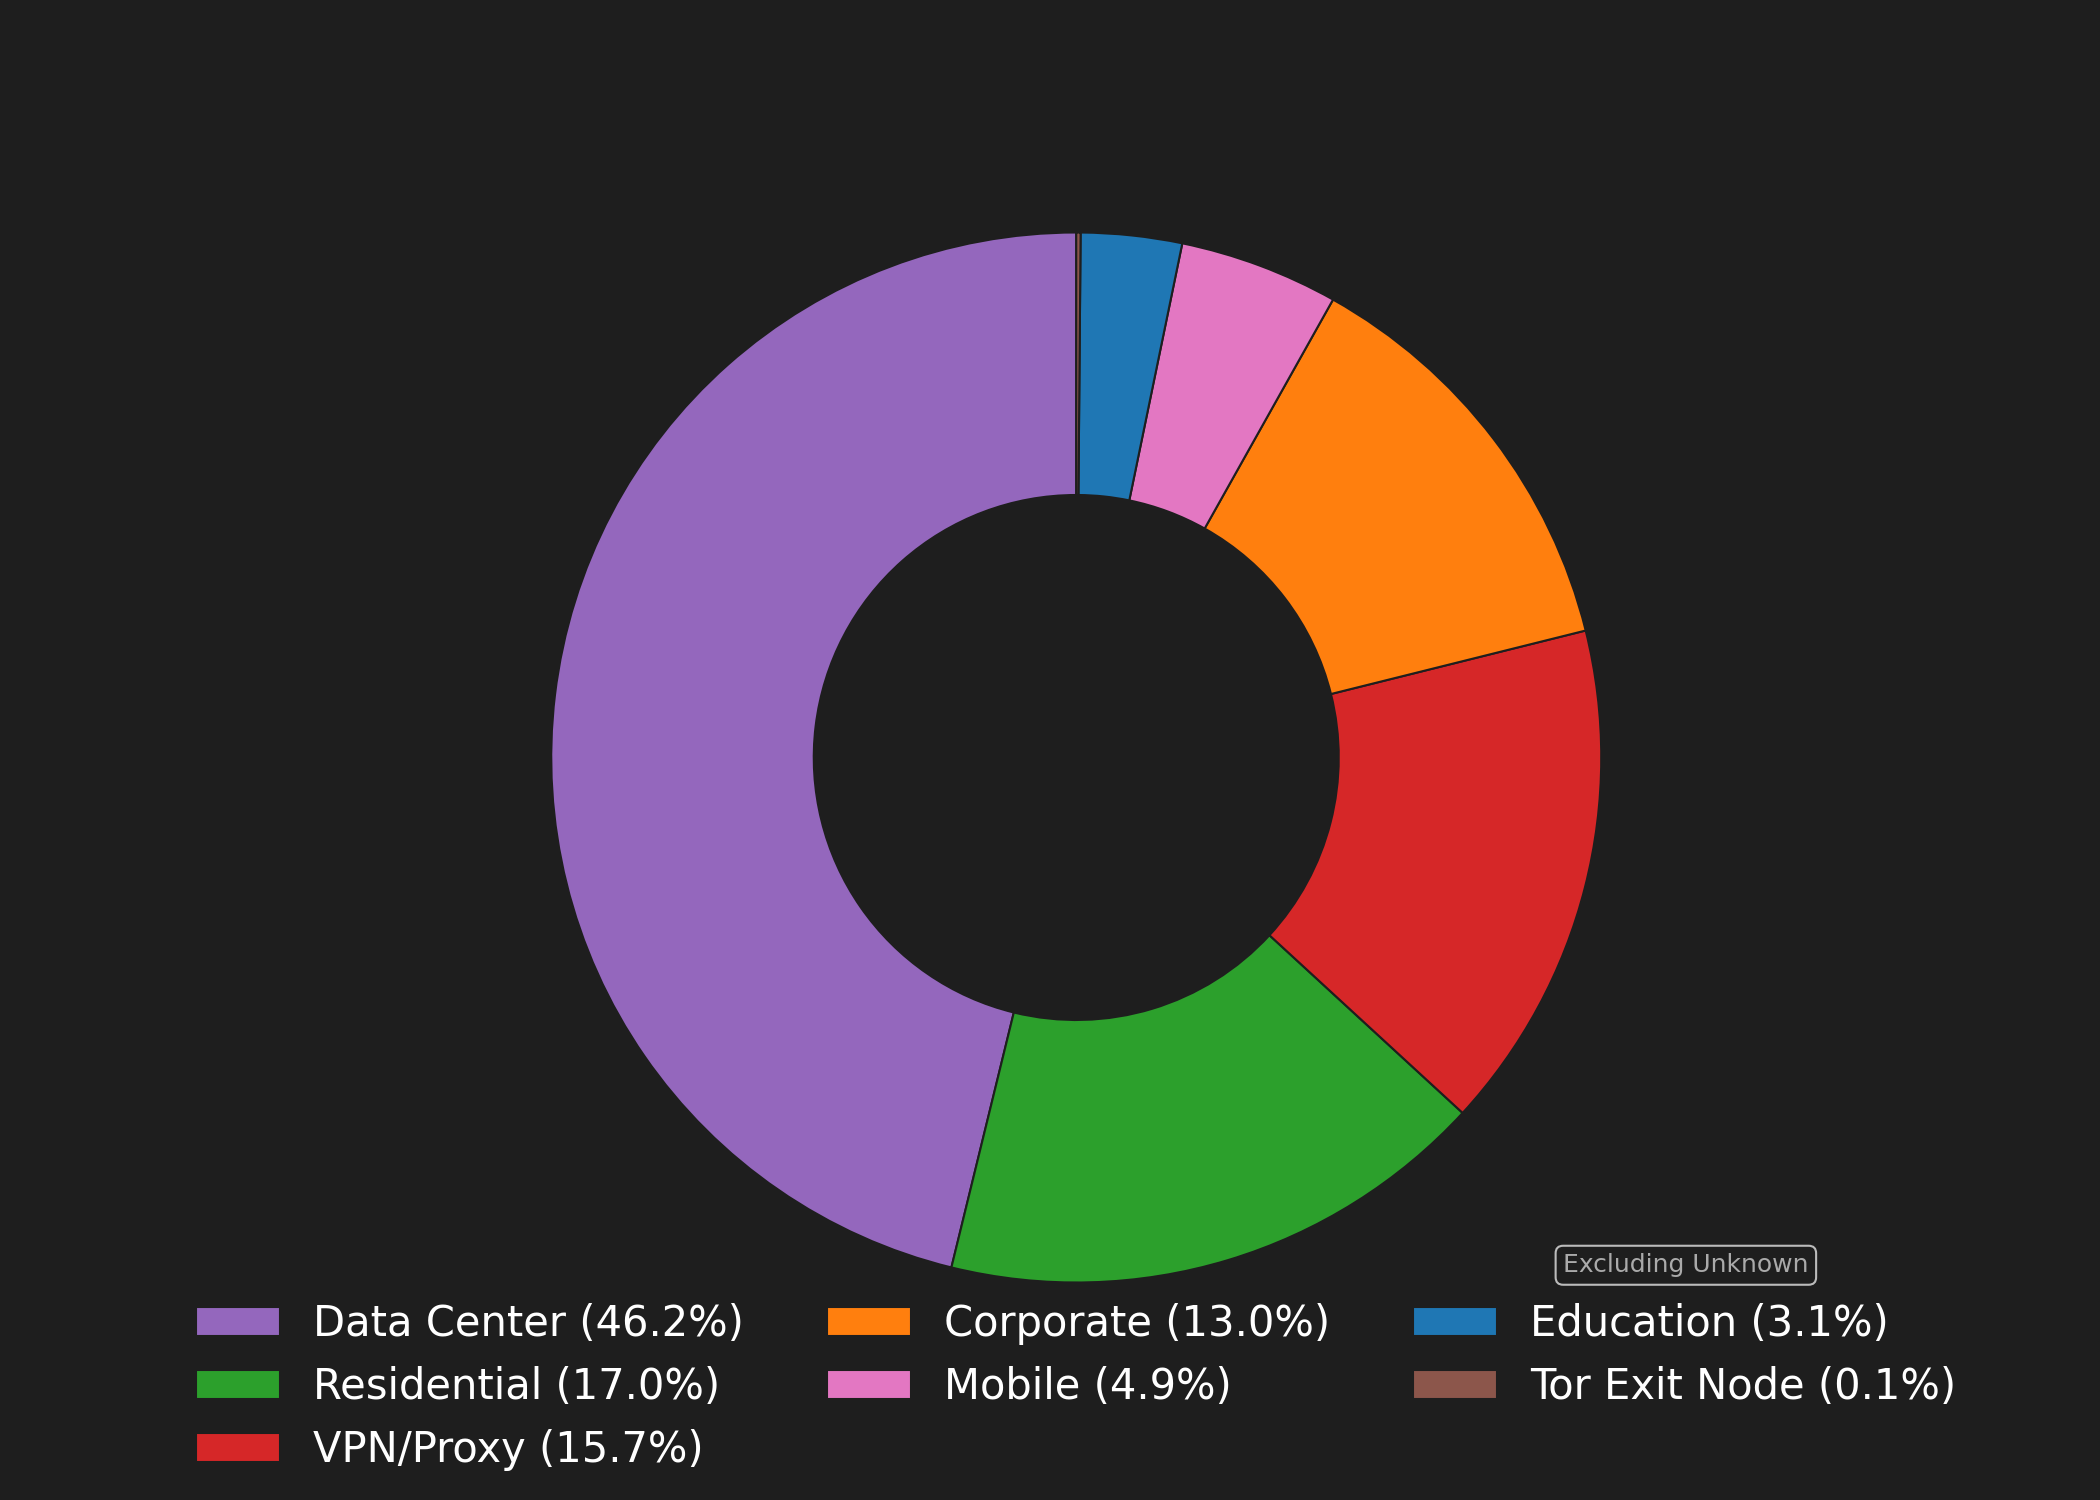 Excluding Unknown
Data Center (46.2%)
Residential (17.0%)
VPN/Proxy (15.7%)
Corporate (13.0%)
Mobile (4.9%)
Education (3.1%)
Tor Exit Node (0.1%)